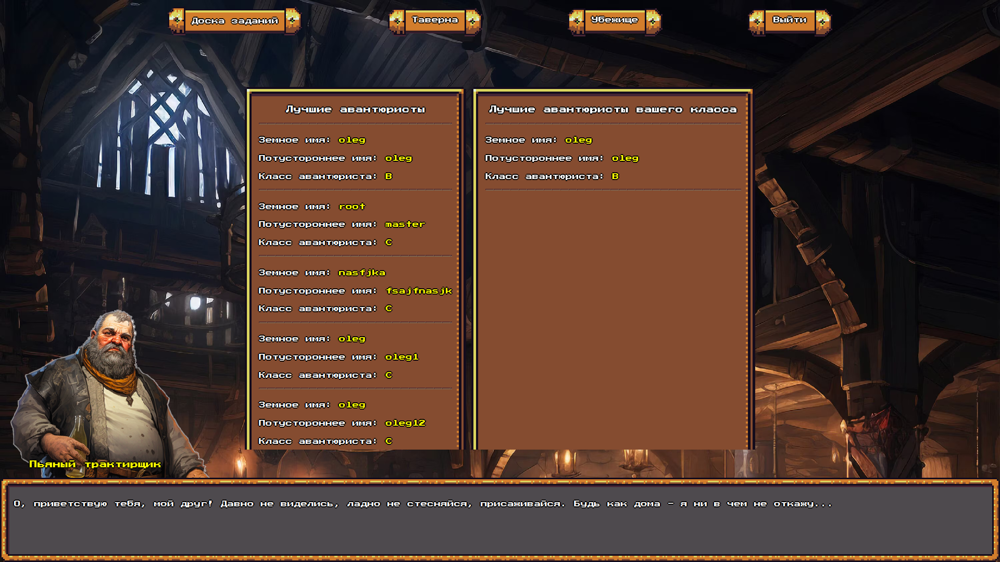 Доска заданий
Таверна
Убежище
Выйти
Лучшие авантюристы
Земное имя: oleg
Потустороннее имя: oleg
Класс авантюриста: B
Земное имя: root
Потустороннее имя: master
Класс авантюриста: C
Земное имя: nasfjka
Потустороннее имя: fsajfnasjk
Класс авантюриста: C
Земное имя: oleg
Потустороннее имя: oleg1
Класс авантюриста: C
Земное имя: oleg
Потустороннее имя: oleg12
Класс авантюриста: C
Лучшие авантюристы вашего класса
Земное имя: oleg
Потустороннее имя: oleg
Класс авантюриста: B
Пьяный трактирщик
О, приветствую тебя, мой друг! Давно не виделись, ладно не стесняйся, присаживайся. Будь как дома - я ни в чем не откажу...